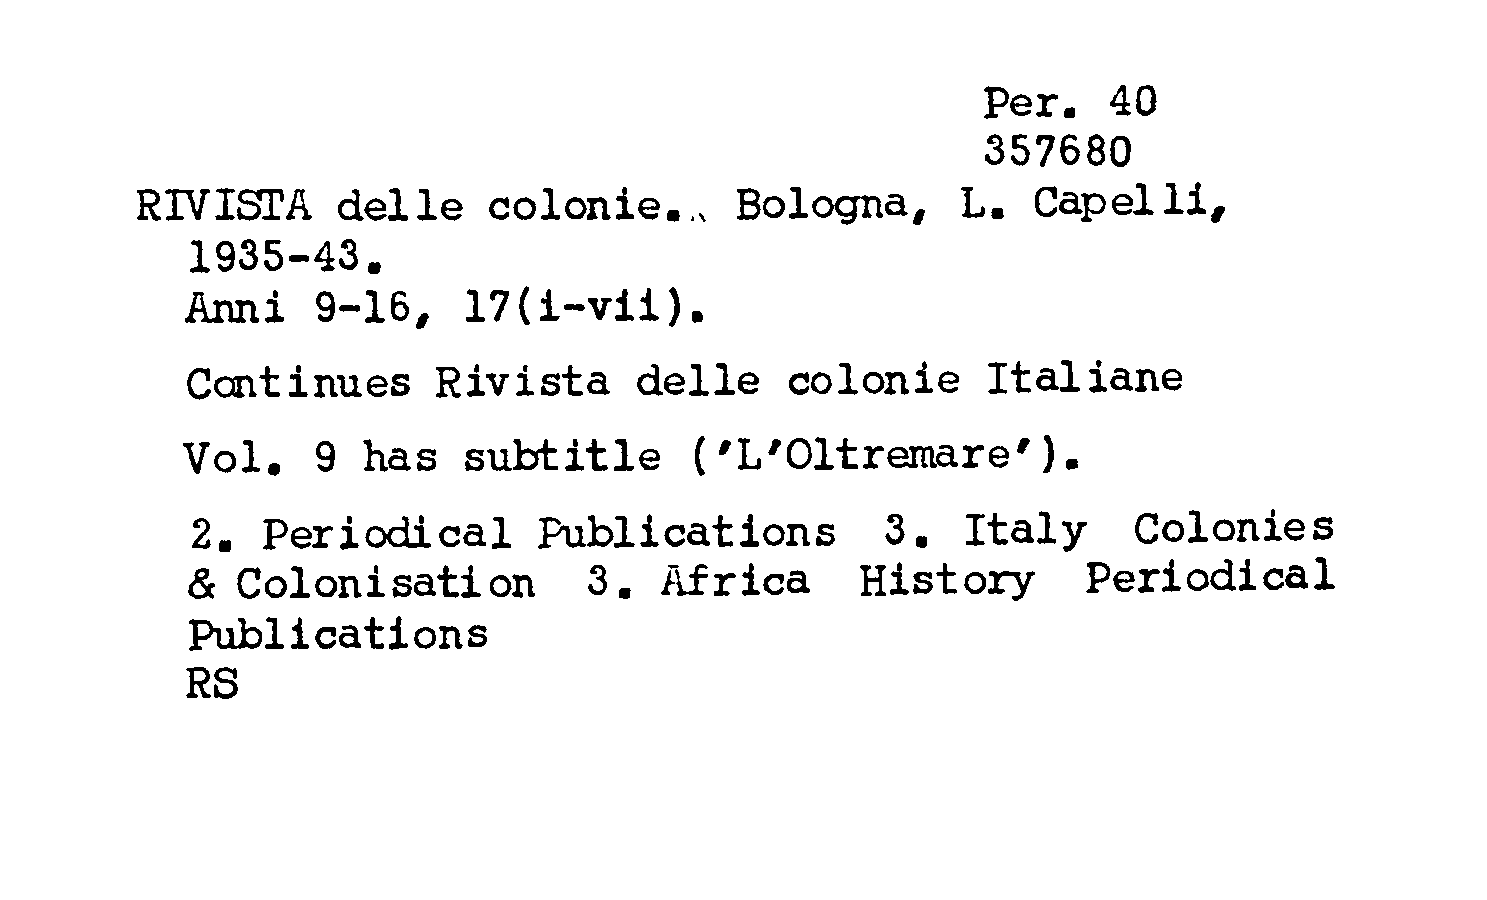 Per. 40
357680
RIVISTA delle colonie... Bologna, L. Capelli,
1935-43.
Anni 9-16, 17(i-vii).
Continues Rivista delle colonie Italiane
Vol. 9 has subtitle ('L'Oltremare').
2. Periodical Publications 3. Italy Colonies
& Colonisation 3. Africa History Periodical
Publications
RS